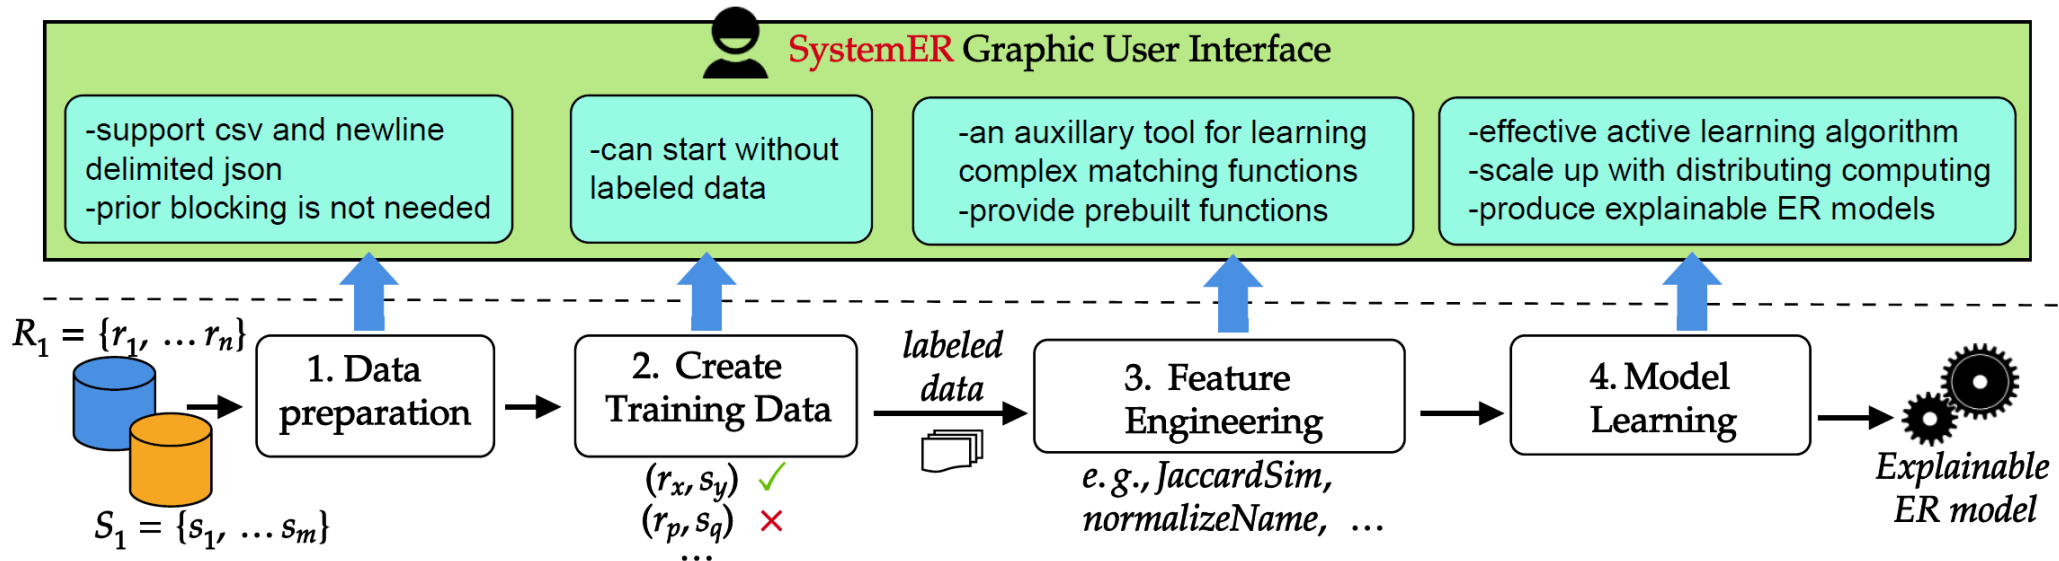 SystemER Graphic User Interface
-support csv and newline
delimited json
-prior blocking is not needed
-can start without
labeled data
-an auxillary tool for learning
complex matching functions
-provide prebuilt functions
-effective active learning algorithm
-scale up with distributing computing
-produce explainable ER models
R₁ = {r₁, … rₙ}
S₁ = {s₁, … sₘ}
1. Data
preparation
2. Create
Training Data
(rₓ, s_y) ✓
(rₚ, s_q) ✕
…
labeled
data
3. Feature
Engineering
e.g., JaccardSim,
normalizeName, …
4. Model
Learning
Explainable
ER model